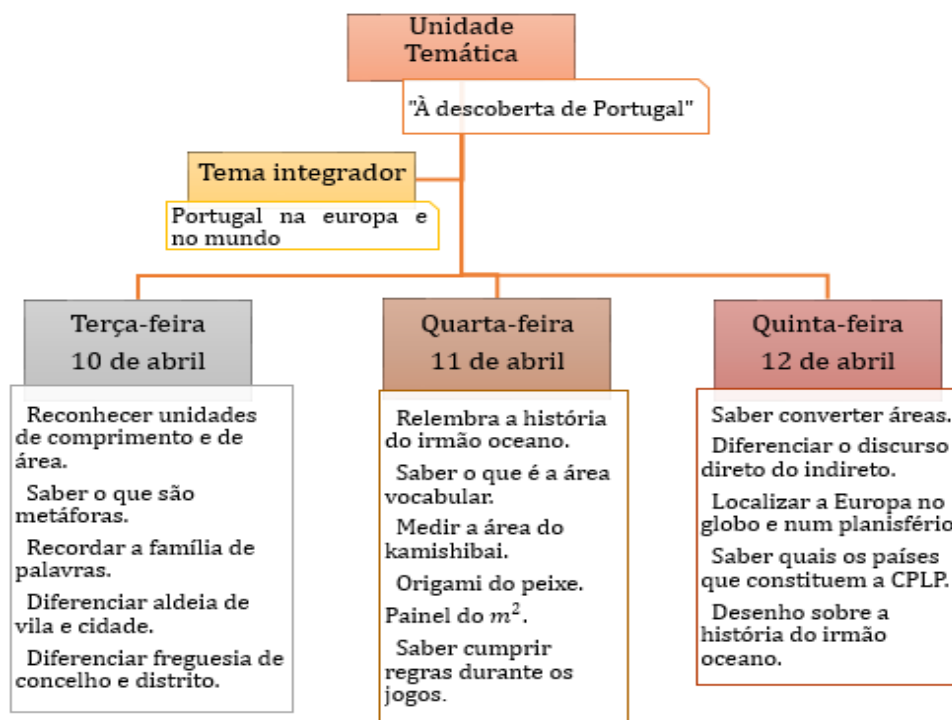 Unidade
Temática
"À descoberta de Portugal"
Tema integrador
Portugal na europa e
no mundo
Terça-feira
10 de abril
Reconhecer unidades
de comprimento e de
área.
Saber o que são
metáforas.
Recordar a família de
palavras.
Diferenciar aldeia de
vila e cidade.
Diferenciar freguesia de
concelho e distrito.
Quarta-feira
11 de abril
Relembra a história
do irmão oceano.
Saber o que é a área
vocabular.
Medir a área do
kamishibai.
Origami do peixe.
Painel do m².
Saber cumprir
regras durante os
jogos.
Quinta-feira
12 de abril
Saber converter áreas.
Diferenciar o discurso
direto do indireto.
Localizar a Europa no
globo e num planisfério
Saber quais os países
que constituem a CPLP.
Desenho sobre a
história do irmão
oceano.